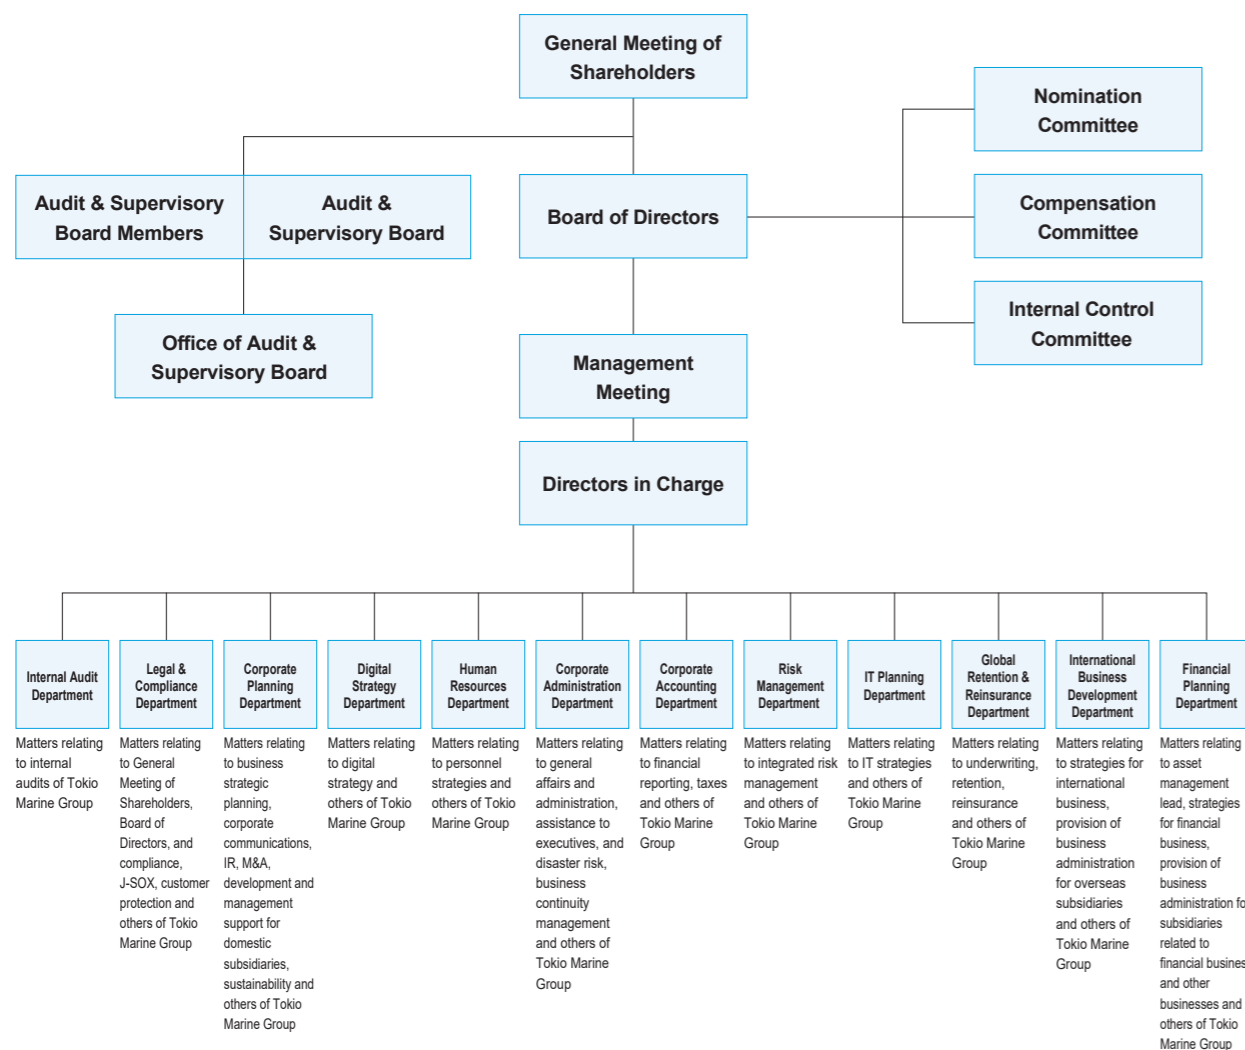 General Meeting of
Shareholders
Nomination
Committee
Audit & Supervisory
Board Members
Audit &
Supervisory Board
Board of Directors
Compensation
Committee
Office of Audit &
Supervisory Board
Management
Meeting
Internal Control
Committee
Directors in Charge
Internal Audit
Department
Matters relating
to internal
audits of Tokio
Marine Group
Legal &
Compliance
Department
Matters relating
to General
Meeting of
Shareholders,
Board of
Directors, and
compliance,
J-SOX, customer
protection and
others of Tokio
Marine Group
Corporate
Planning
Department
Matters relating
to business
strategic
planning,
corporate
communications,
IR, M&A,
development and
management
support for
domestic
subsidiaries,
sustainability and
others of Tokio
Marine Group
Digital
Strategy
Department
Matters relating
to digital
strategy and
others of Tokio
Marine Group
Human
Resources
Department
Matters relating
to personnel
strategies and
others of Tokio
Marine Group
Corporate
Administration
Department
Matters relating
to general
affairs and
administration,
assistance to
executives, and
disaster risk,
business
continuity
management
and others of
Tokio Marine
Group
Corporate
Accounting
Department
Matters relating
to financial
reporting, taxes
and others of
Tokio Marine
Group
Risk
Management
Department
Matters relating
to integrated risk
management
and others of
Tokio Marine
Group
IT Planning
Department
Matters relating
to IT strategies
and others of
Tokio Marine
Group
Global
Retention &
Reinsurance
Department
Matters relating
to underwriting,
retention,
reinsurance
and others of
Tokio Marine
Group
International
Business
Development
Department
Matters relating
to strategies for
international
business,
provision of
business
administration
for overseas
subsidiaries
and others of
Tokio Marine
Group
Financial
Planning
Department
Matters relating
to asset
management
lead, strategies
for financial
business,
provision of
business
administration fo
subsidiaries
related to
financial busines
and other
businesses and
others of Tokio
Marine Group